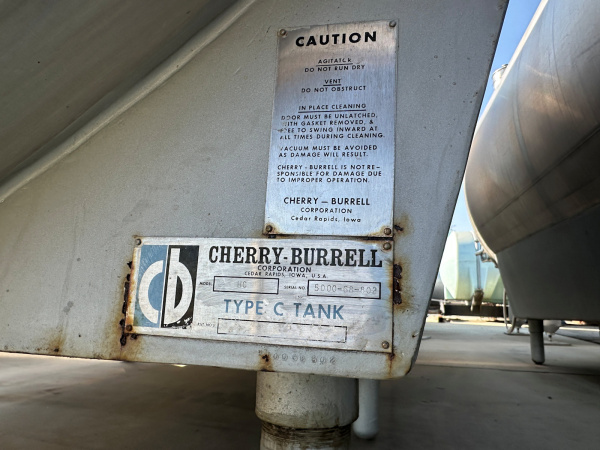 CAUTION
AGITATOR
DO NOT RUN DRY
VENT
DO NOT OBSTRUCT
IN PLACE CLEANING
DOOR MUST BE UNLATCHED,
WITH GASKET REMOVED, &
FREE TO SWING INWARD AT
ALL TIMES DURING CLEANING.
VACUUM MUST BE AVOIDED
AS DAMAGE WILL RESULT.
CHERRY-BURRELL IS NOT RE-
SPONSIBLE FOR DAMAGE DUE
TO IMPROPER OPERATION.
CHERRY - BURRELL
CORPORATION
Cedar Rapids, Iowa
cb
CHERRY-BURRELL
CORPORATION
CEDAR RAPIDS, IOWA, U.S.A.
MODEL SERIAL NO
TYPE C TANK